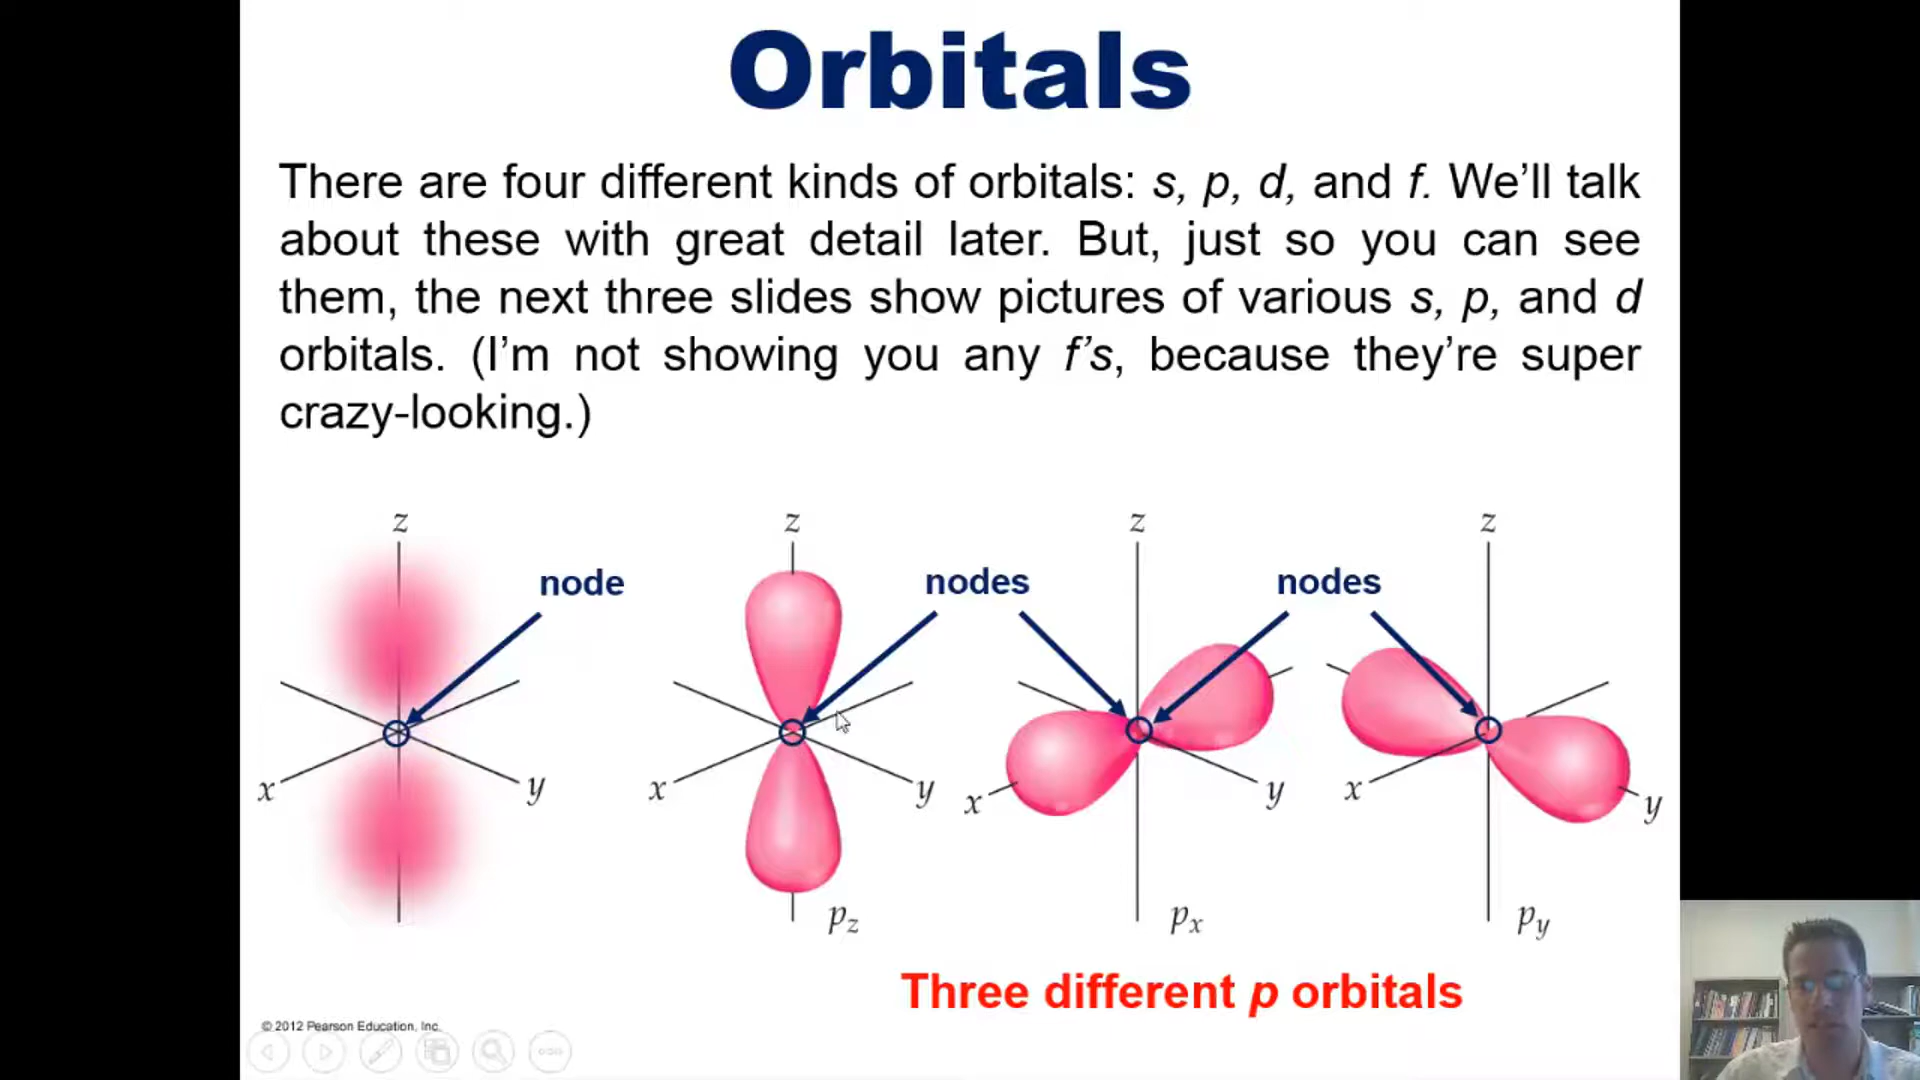 Orbitals
There are four different kinds of orbitals: s, p, d, and f. We’ll talk
about these with great detail later. But, just so you can see
them, the next three slides show pictures of various s, p, and d
orbitals. (I’m not showing you any f’s, because they’re super
crazy-looking.)
z z z z
node nodes nodes
x y x y x y x y
pz px py
Three different p orbitals
© 2012 Pearson Education, Inc.